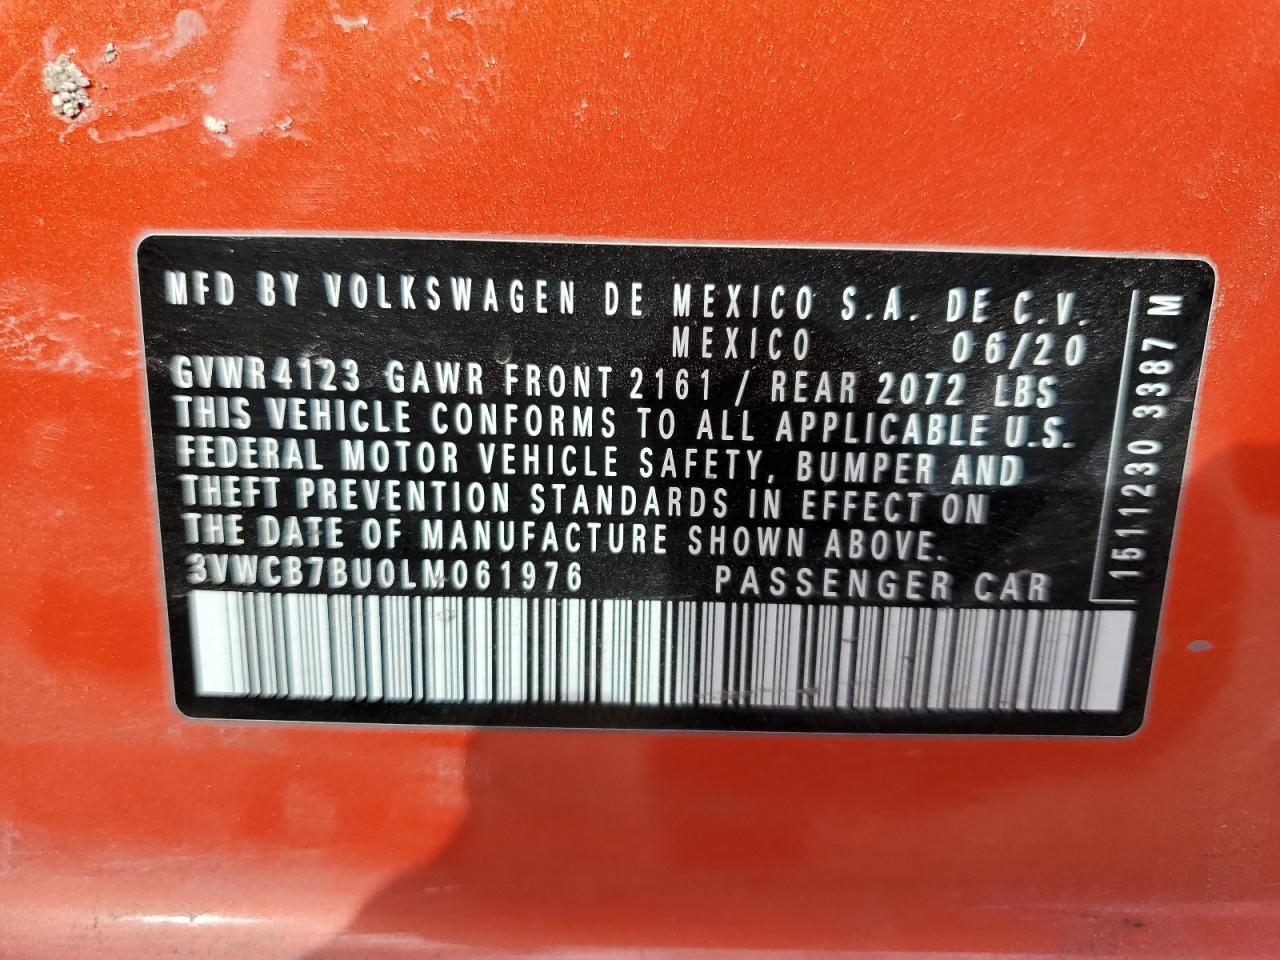 MFD BY VOLKSWAGEN DE MEXICO S.A. DE C.V.
MEXICO 06/20
GVWR 4123 GAWR FRONT 2161 / REAR 2072 LBS
THIS VEHICLE CONFORMS TO ALL APPLICABLE U.S.
FEDERAL MOTOR VEHICLE SAFETY, BUMPER AND
THEFT PREVENTION STANDARDS IN EFFECT ON
THE DATE OF MANUFACTURE SHOWN ABOVE.
3VWCB7BU0LM061976 PASSENGER CAR
1511230 3387 M